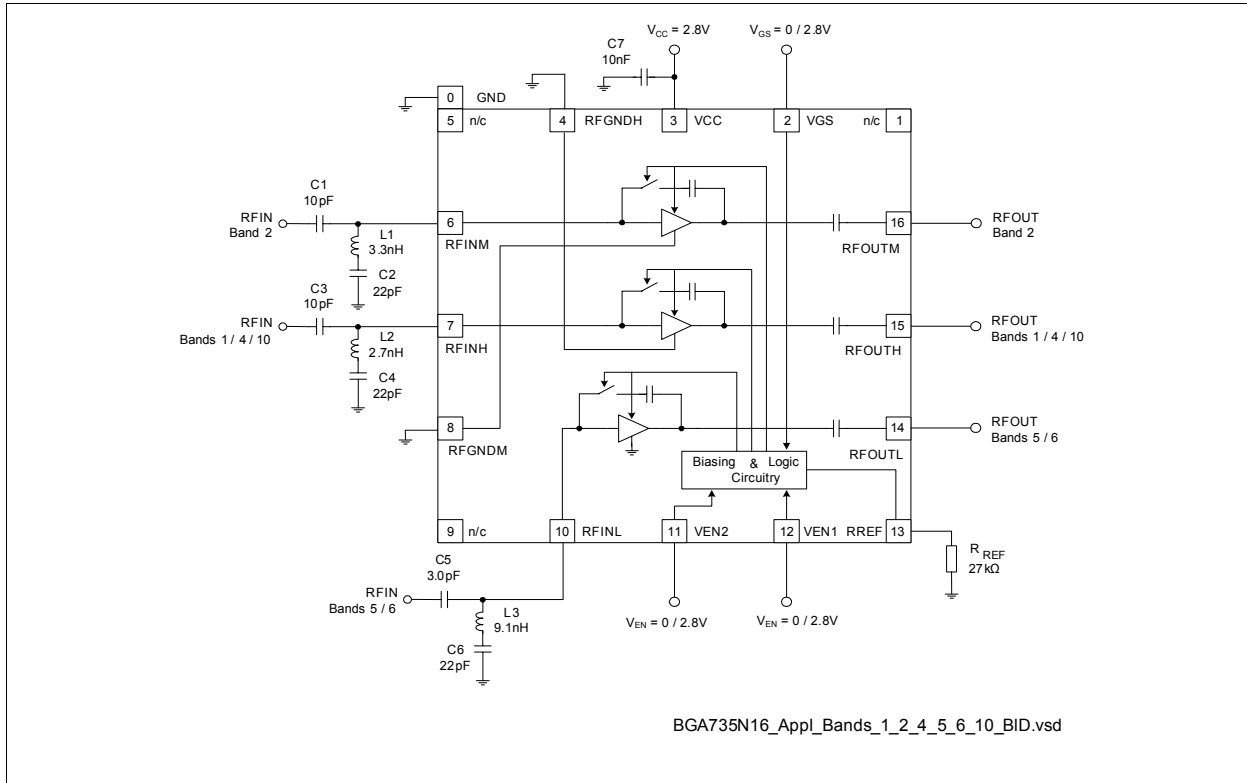 C7
10nF
VCC = 2.8V
VGS = 0 / 2.8V
0
GND
5
n/c
4
RFGNDH
3
VCC
2
VGS
n/c
1
C1
10pF
RFIN
Band 2
6
RFINM
L1
3.3nH
C2
22pF
16
RFOUTM
RFOUT
Band 2
C3
10pF
RFIN
Bands 1 / 4 / 10
7
RFINH
L2
2.7nH
C4
22pF
15
RFOUTH
RFOUT
Bands 1 / 4 / 10
8
RFGNDM
14
RFOUTL
RFOUT
Bands 5 / 6
Biasing & Logic
Circuitry
9
n/c
10
RFINL
11
VEN2
12
VEN1
RREF
13
RREF
27kΩ
C5
3.0pF
RFIN
Bands 5 / 6
L3
9.1nH
C6
22pF
VEN = 0 / 2.8V
VEN = 0 / 2.8V
BGA735N16_Appl_Bands_1_2_4_5_6_10_BID.vsd